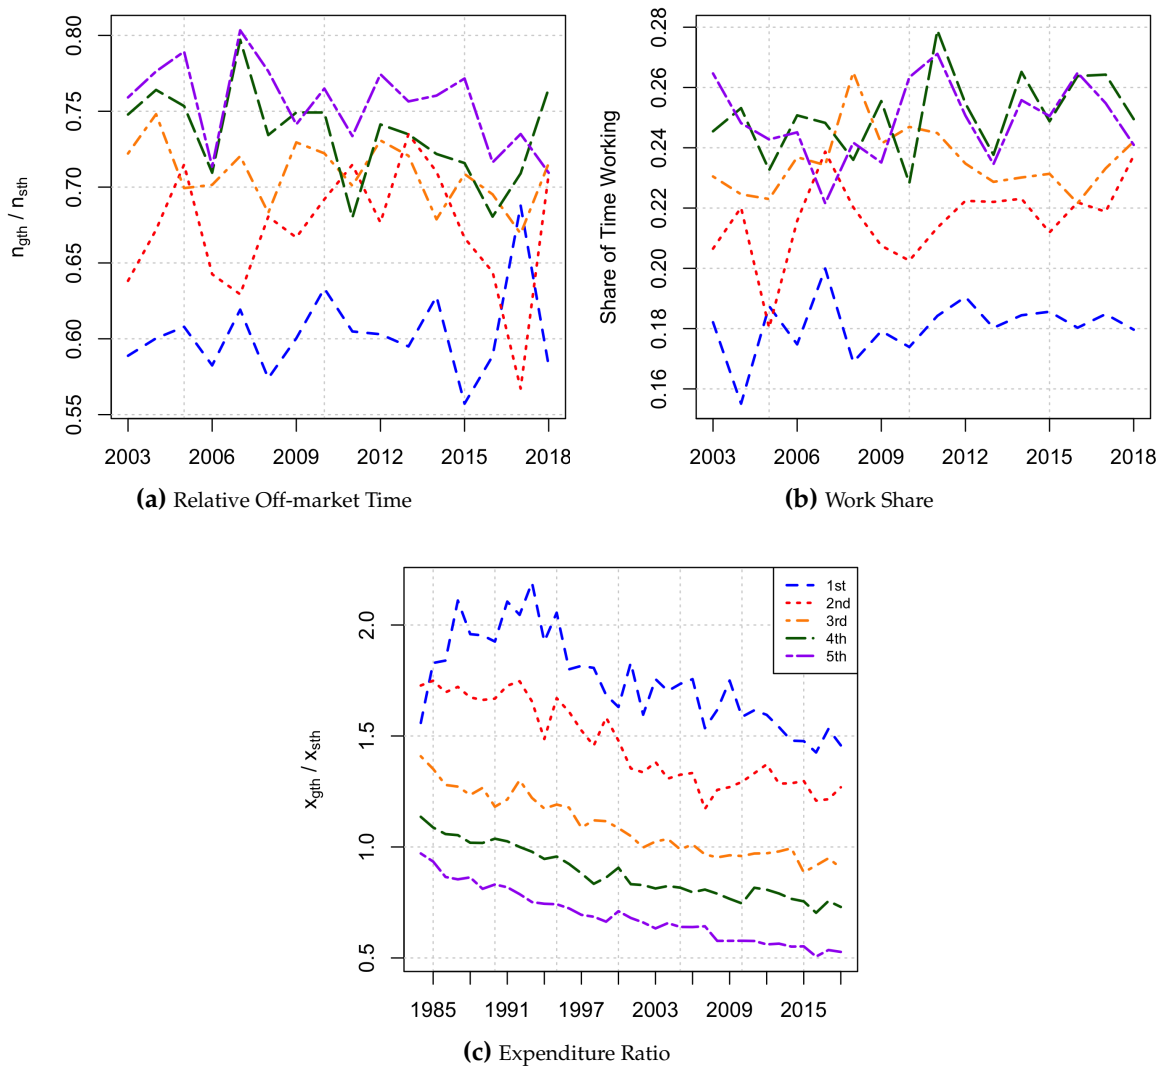 0.80
0.75
0.70
0.65
0.60
0.55
n_gth / n_sth
2003 2006 2009 2012 2015 2018
(a) Relative Off-market Time
0.28
0.26
0.24
0.22
0.20
0.18
0.16
Share of Time Working
2003 2006 2009 2012 2015 2018
(b) Work Share
2.0
1.5
1.0
0.5
x_gth / x_sth
1st
2nd
3rd
4th
5th
1985 1991 1997 2003 2009 2015
(c) Expenditure Ratio